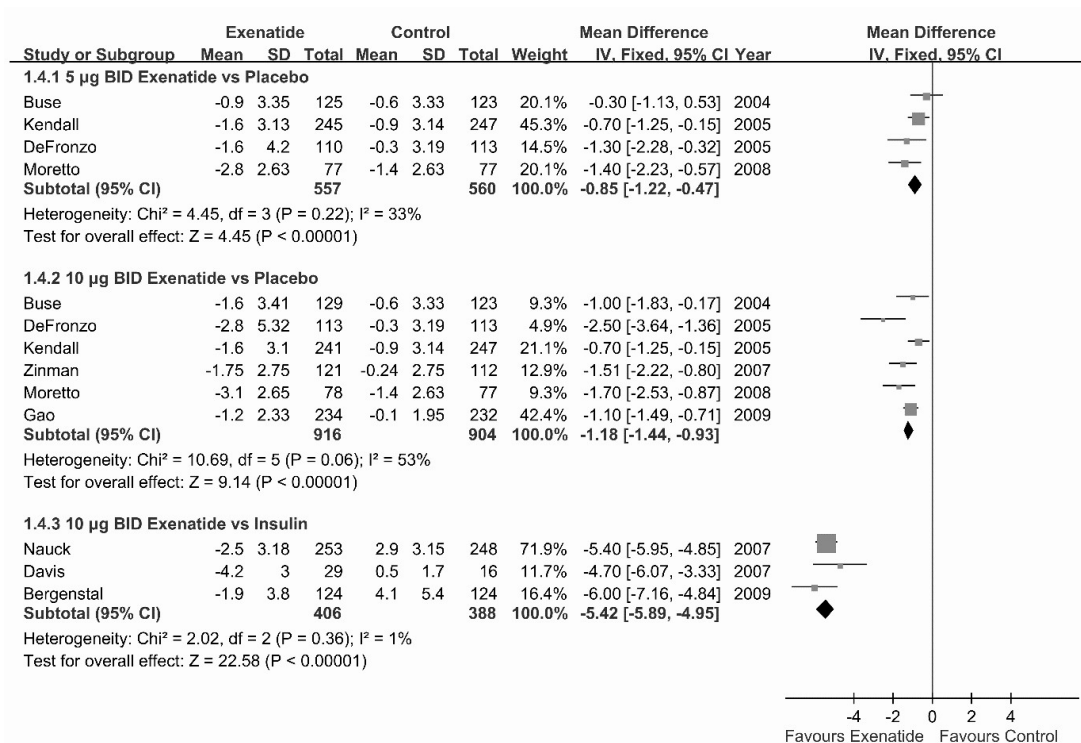 Exenatide Control Mean Difference Mean Difference
Study or Subgroup Mean SD Total Mean SD Total Weight IV, Fixed, 95% CI Year IV, Fixed, 95% CI
1.4.1 5 µg BID Exenatide vs Placebo
Buse -0.9 3.35 125 -0.6 3.33 123 20.1% -0.30 [-1.13, 0.53] 2004
Kendall -1.6 3.13 245 -0.9 3.14 247 45.3% -0.70 [-1.25, -0.15] 2005
DeFronzo -1.6 4.2 110 -0.3 3.19 113 14.5% -1.30 [-2.28, -0.32] 2005
Moretto -2.8 2.63 77 -1.4 2.63 77 20.1% -1.40 [-2.23, -0.57] 2008
Subtotal (95% CI) 557 560 100.0% -0.85 [-1.22, -0.47]
Heterogeneity: Chi² = 4.45, df = 3 (P = 0.22); I² = 33%
Test for overall effect: Z = 4.45 (P < 0.00001)
1.4.2 10 µg BID Exenatide vs Placebo
Buse -1.6 3.41 129 -0.6 3.33 123 9.3% -1.00 [-1.83, -0.17] 2004
DeFronzo -2.8 5.32 113 -0.3 3.19 113 4.9% -2.50 [-3.64, -1.36] 2005
Kendall -1.6 3.1 241 -0.9 3.14 247 21.1% -0.70 [-1.25, -0.15] 2005
Zinman -1.75 2.75 121 -0.24 2.75 112 12.9% -1.51 [-2.22, -0.80] 2007
Moretto -3.1 2.65 78 -1.4 2.63 77 9.3% -1.70 [-2.53, -0.87] 2008
Gao -1.2 2.33 234 -0.1 1.95 232 42.4% -1.10 [-1.49, -0.71] 2009
Subtotal (95% CI) 916 904 100.0% -1.18 [-1.44, -0.93]
Heterogeneity: Chi² = 10.69, df = 5 (P = 0.06); I² = 53%
Test for overall effect: Z = 9.14 (P < 0.00001)
1.4.3 10 µg BID Exenatide vs Insulin
Nauck -2.5 3.18 253 2.9 3.15 248 71.9% -5.40 [-5.95, -4.85] 2007
Davis -4.2 3 29 0.5 1.7 16 11.7% -4.70 [-6.07, -3.33] 2007
Bergenstal -1.9 3.8 124 4.1 5.4 124 16.4% -6.00 [-7.16, -4.84] 2009
Subtotal (95% CI) 406 388 100.0% -5.42 [-5.89, -4.95]
Heterogeneity: Chi² = 2.02, df = 2 (P = 0.36); I² = 1%
Test for overall effect: Z = 22.58 (P < 0.00001)
-4 -2 0 2 4
Favours Exenatide Favours Control